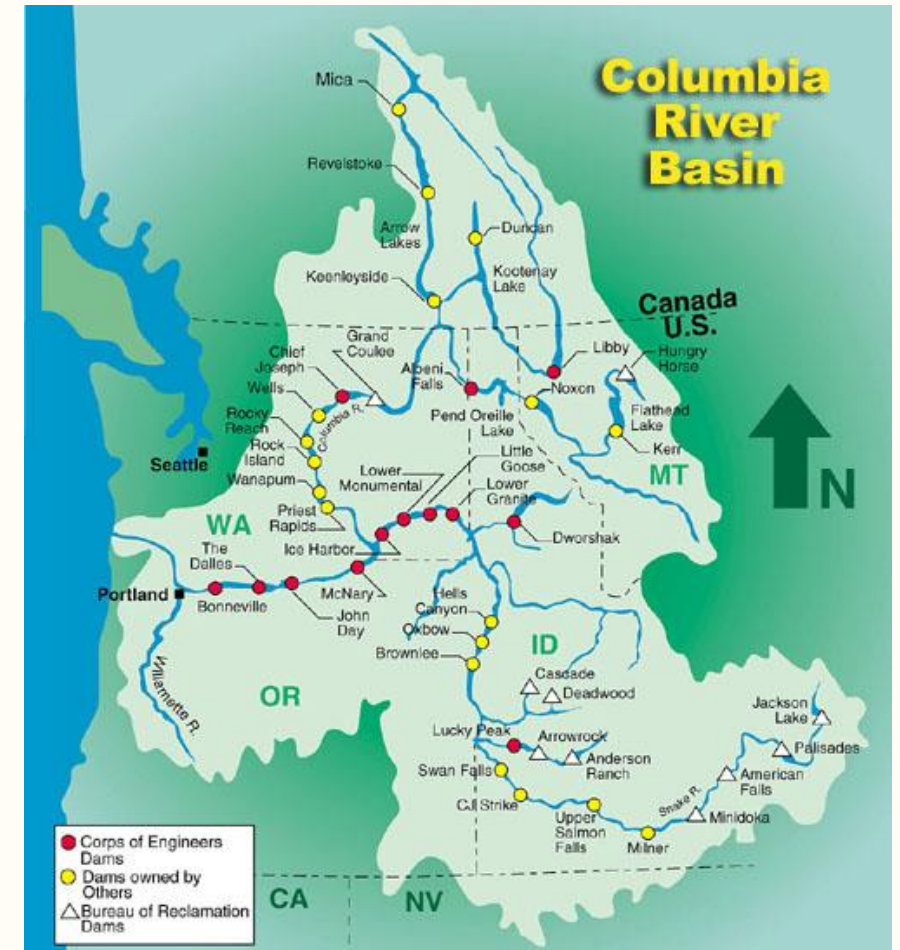 Columbia
River
Basin
Mica
Revelstoke
Arrow
Lakes
Duncan
Keenleyside
Kootenay
Lake
Canada
U.S.
Grand
Coulee
Chief
Joseph
Libby
Hungry
Horse
Albeni
Falls
Wells
Noxon
Columbia R.
Rocky
Reach
Pend Oreille
Lake
Flathead
Lake
Rock
Island
Kerr
Seattle
Little
Goose
Lower
Monumental
MT
Wanapum
Lower
Granite
N
Priest
Rapids
WA
Ice Harbor
Dworshak
The
Dalles
Portland
Bonneville
McNary
John
Day
Hells
Canyon
Oxbow
Brownlee
ID
Willamette R.
OR
Cascade
Deadwood
Jackson
Lake
Lucky Peak
Arrowrock
Palisades
Anderson
Ranch
Swan Falls
American
Falls
CJ Strike
Snake R.
Minidoka
Upper
Salmon
Falls
Milner
Corps of Engineers
Dams
Dams owned by
Others
Bureau of Reclamation
Dams
CA
NV